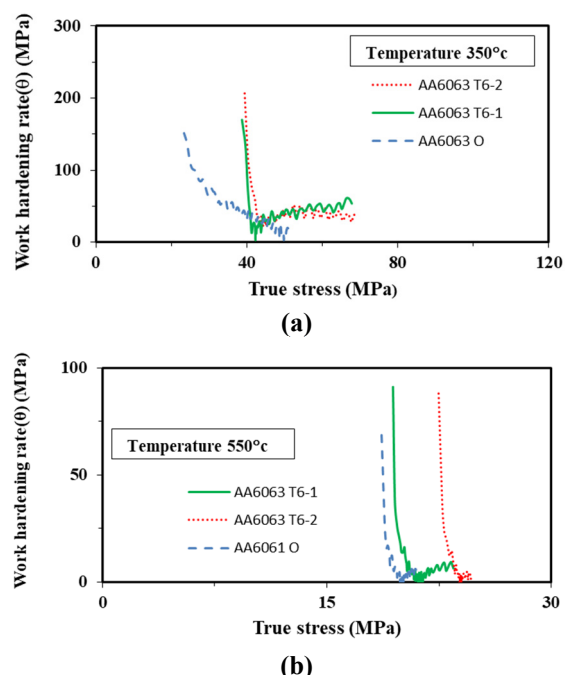 (a)
Work hardening rate(θ) (MPa)
300
200
100
0
Temperature 350°c
AA6063 T6-2
AA6063 T6-1
AA6063 O
0 40 80 120
True stress (MPa)
(a)
Work hardening rate(θ) (MPa)
100
50
0
Temperature 550°c
AA6063 T6-1
AA6063 T6-2
AA6061 O
0 15 30
True stress (MPa)
(b)